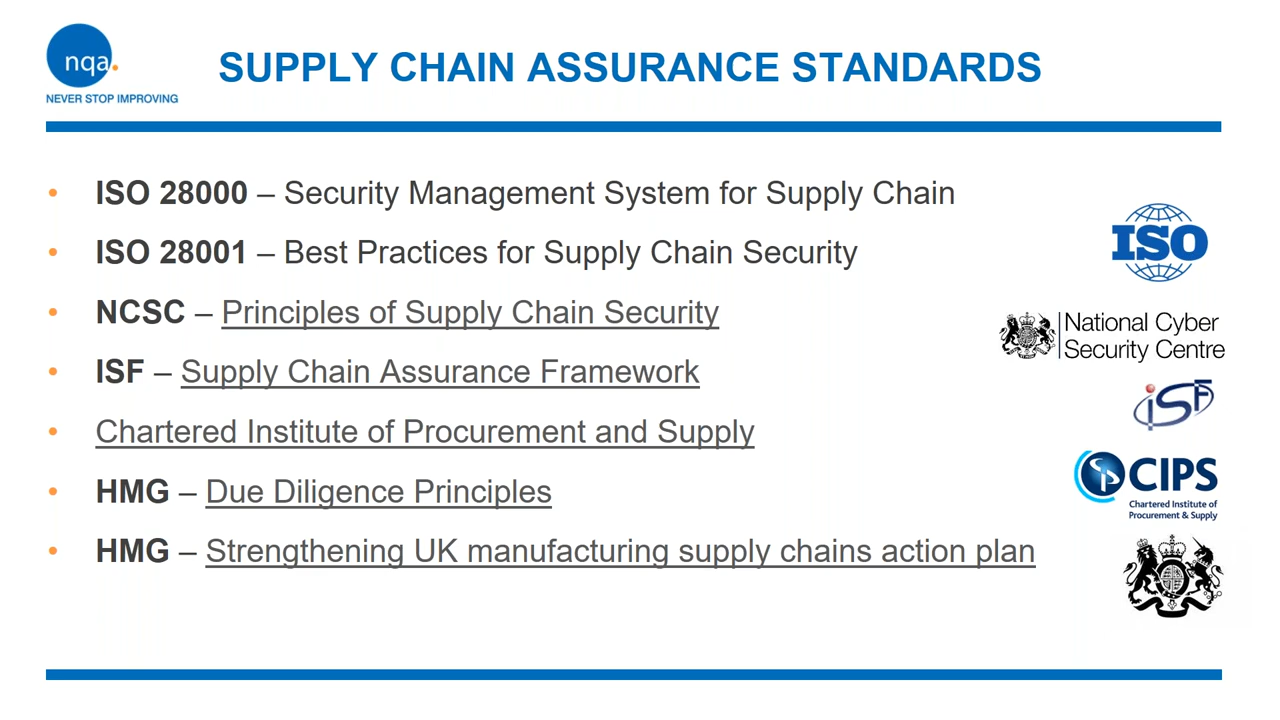 nqa.
NEVER STOP IMPROVING
SUPPLY CHAIN ASSURANCE STANDARDS
• ISO 28000 – Security Management System for Supply Chain
• ISO 28001 – Best Practices for Supply Chain Security
• NCSC – Principles of Supply Chain Security
• ISF – Supply Chain Assurance Framework
• Chartered Institute of Procurement and Supply
• HMG – Due Diligence Principles
• HMG – Strengthening UK manufacturing supply chains action plan
ISO
National Cyber
Security Centre
iSF
CIPS
Chartered Institute of
Procurement & Supply